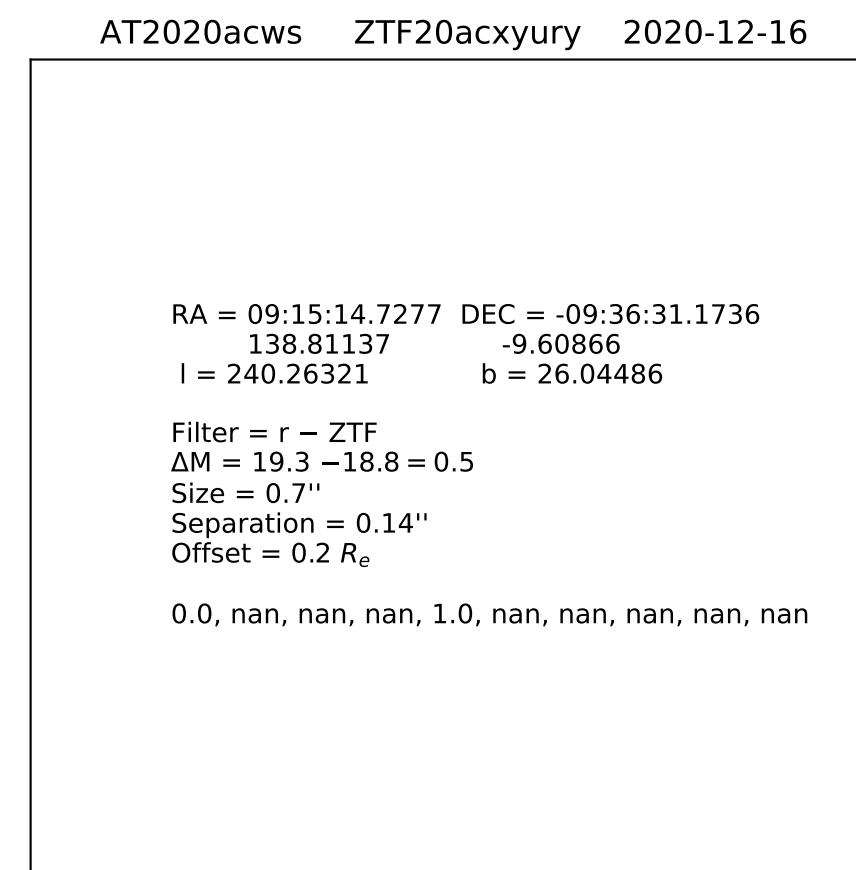 AT2020acws ZTF20acxyury 2020-12-16
RA = 09:15:14.7277 DEC = -09:36:31.1736
138.81137 -9.60866
l = 240.26321 b = 26.04486
Filter = r − ZTF
ΔM = 19.3 −18.8 = 0.5
Size = 0.7''
Separation = 0.14''
Offset = 0.2 Rₑ
0.0, nan, nan, nan, 1.0, nan, nan, nan, nan, nan